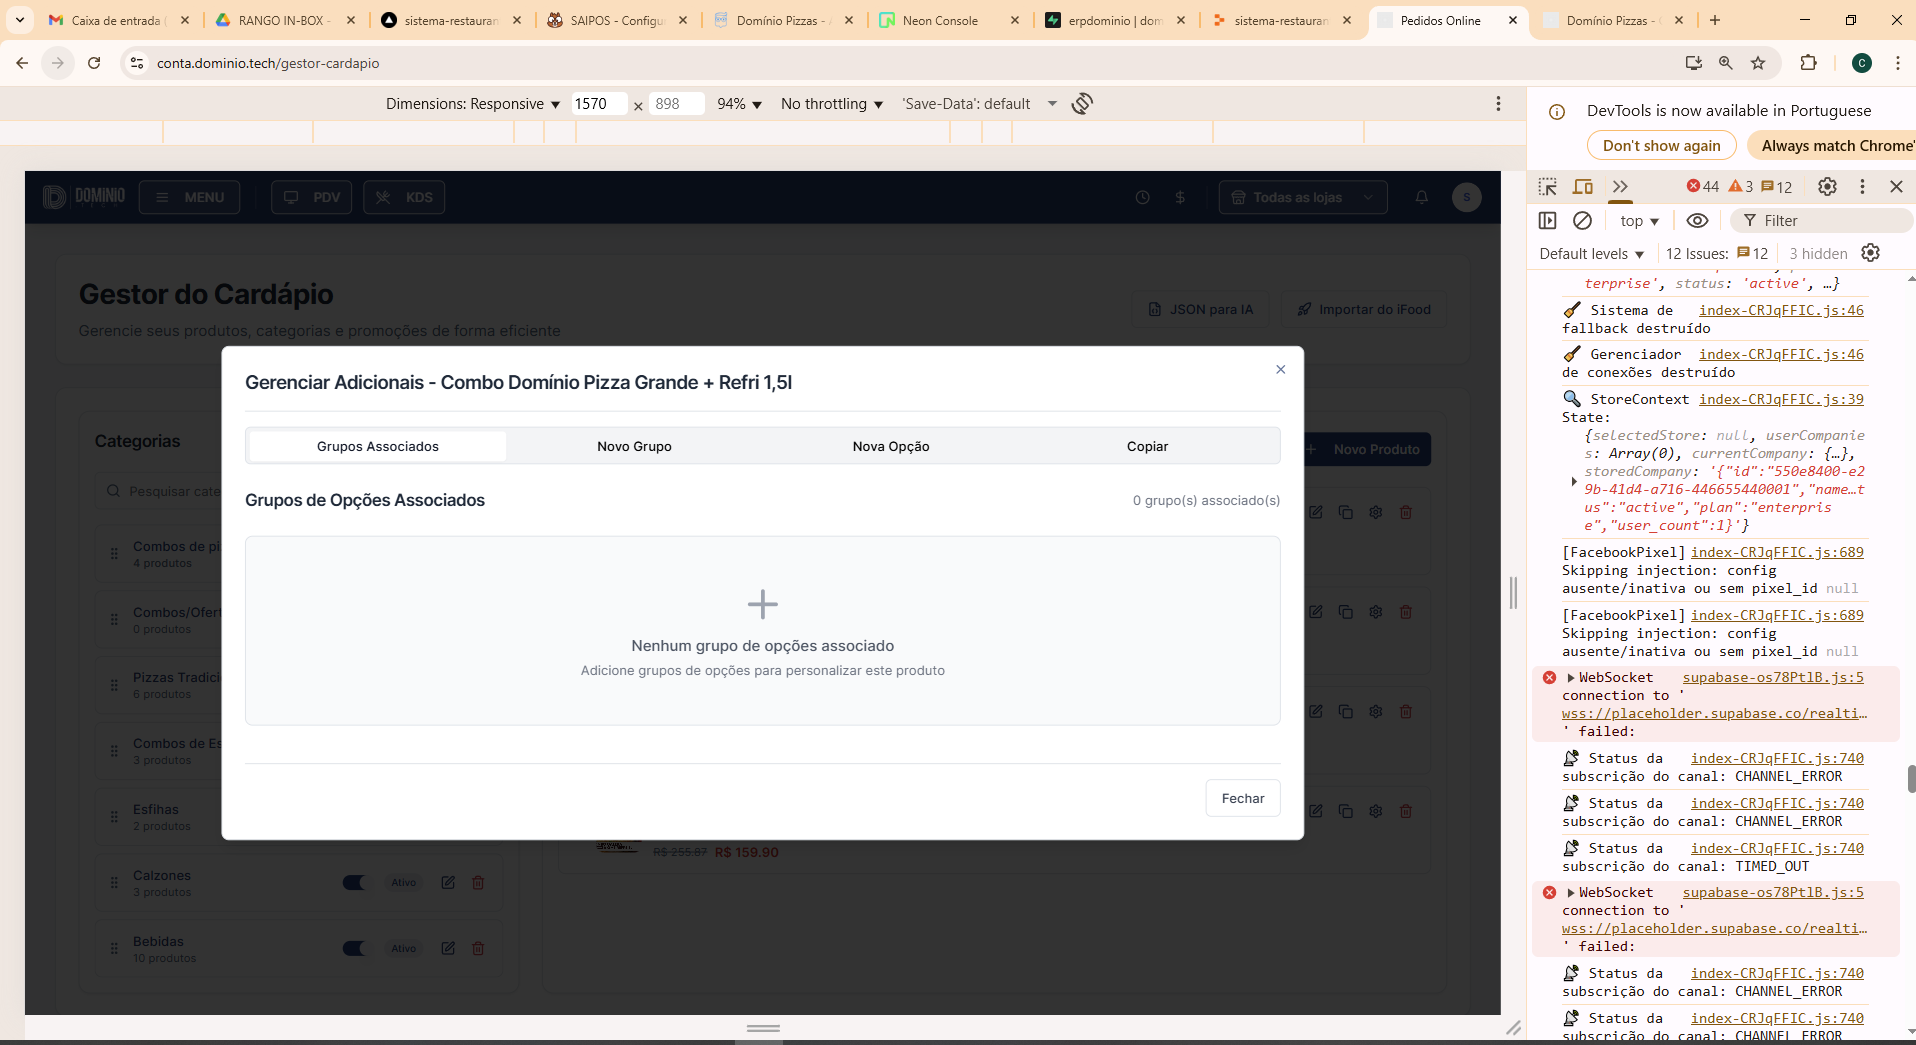 Caixa de entrada (
RANGO IN-BOX -
sistema-restauran
SAIPOS - Configu
Domínio Pizzas - A
Neon Console
erpdominio | dom
sistema-restauran
Pedidos Online
Domínio Pizzas - C
conta.dominio.tech/gestor-cardapio
C
Dimensions: Responsive ▼ 1570 × 898 94% ▼ No throttling ▼ 'Save-Data': default
DOMINIO
MENU
PDV
KDS
$
Todas as lojas
S
Gestor do Cardápio
Gerencie seus produtos, categorias e promoções de forma eficiente
JSON para IA
Importar do iFood
Gerenciar Adicionais - Combo Domínio Pizza Grande + Refri 1,5l
Grupos Associados
Novo Grupo
Nova Opção
Copiar
Grupos de Opções Associados
0 grupo(s) associado(s)
Nenhum grupo de opções associado
Adicione grupos de opções para personalizar este produto
Fechar
Categorias
Pesquisar cate
Novo Produto
Combos de pi
4 produtos
Combos/Ofert
0 produtos
Pizzas Tradici
6 produtos
Combos de Es
3 produtos
Esfihas
2 produtos
Calzones
3 produtos
Ativo
Bebidas
10 produtos
Ativo
R$ 255.87 R$ 159.90
DevTools is now available in Portuguese
Don't show again
Always match Chrome'
44 3 12
top ▼
Filter
Default levels ▼
12 Issues: 12
3 hidden
terprise', status: 'active', …}
Sistema de index-CRJqFFIC.js:46
fallback destruído
Gerenciador index-CRJqFFIC.js:46
de conexões destruído
StoreContext index-CRJqFFIC.js:39
State:
{selectedStore: null, userCompanie
s: Array(0), currentCompany: {…},
storedCompany: '{"id":"550e8400-e2
9b-41d4-a716-446655440001","name…t
us":"active","plan":"enterpris
e","user_count":1}'}
[FacebookPixel] index-CRJqFFIC.js:689
Skipping injection: config
ausente/inativa ou sem pixel_id null
[FacebookPixel] index-CRJqFFIC.js:689
Skipping injection: config
ausente/inativa ou sem pixel_id null
WebSocket supabase-os78PtlB.js:5
connection to '
wss://placeholder.supabase.co/realti…
' failed:
Status da index-CRJqFFIC.js:740
subscrição do canal: CHANNEL_ERROR
Status da index-CRJqFFIC.js:740
subscrição do canal: CHANNEL_ERROR
Status da index-CRJqFFIC.js:740
subscrição do canal: TIMED_OUT
WebSocket supabase-os78PtlB.js:5
connection to '
wss://placeholder.supabase.co/realti…
' failed:
Status da index-CRJqFFIC.js:740
subscrição do canal: CHANNEL_ERROR
Status da index-CRJqFFIC.js:740
subscrição do canal: CHANNEL_ERROR